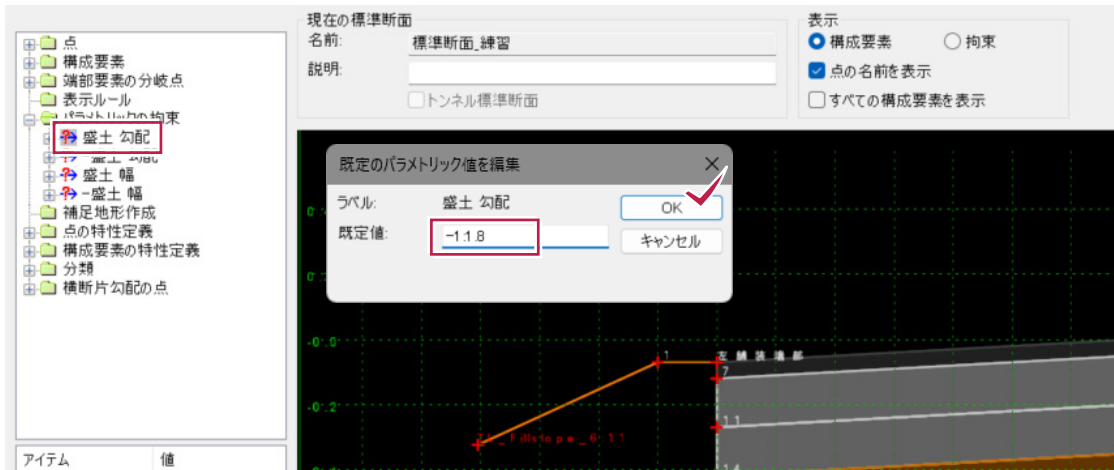 現在の標準断面
名前:
標準断面_練習
説明:
トンネル標準断面
表示
構成要素
拘束
点の名前を表示
すべての構成要素を表示
点
構成要素
端部要素の分岐点
表示ルール
パラメトリックの拘束
盛土 勾配
-盛土 勾配
盛土 幅
-盛土 幅
補足地形作成
点の特性定義
構成要素の特性定義
分類
横断片勾配の点
アイテム
値
既定のパラメトリック値を編集
ラベル:
盛土 勾配
OK
既定値:
-1:1.8
キャンセル
1
左舗装端部
7
11
14